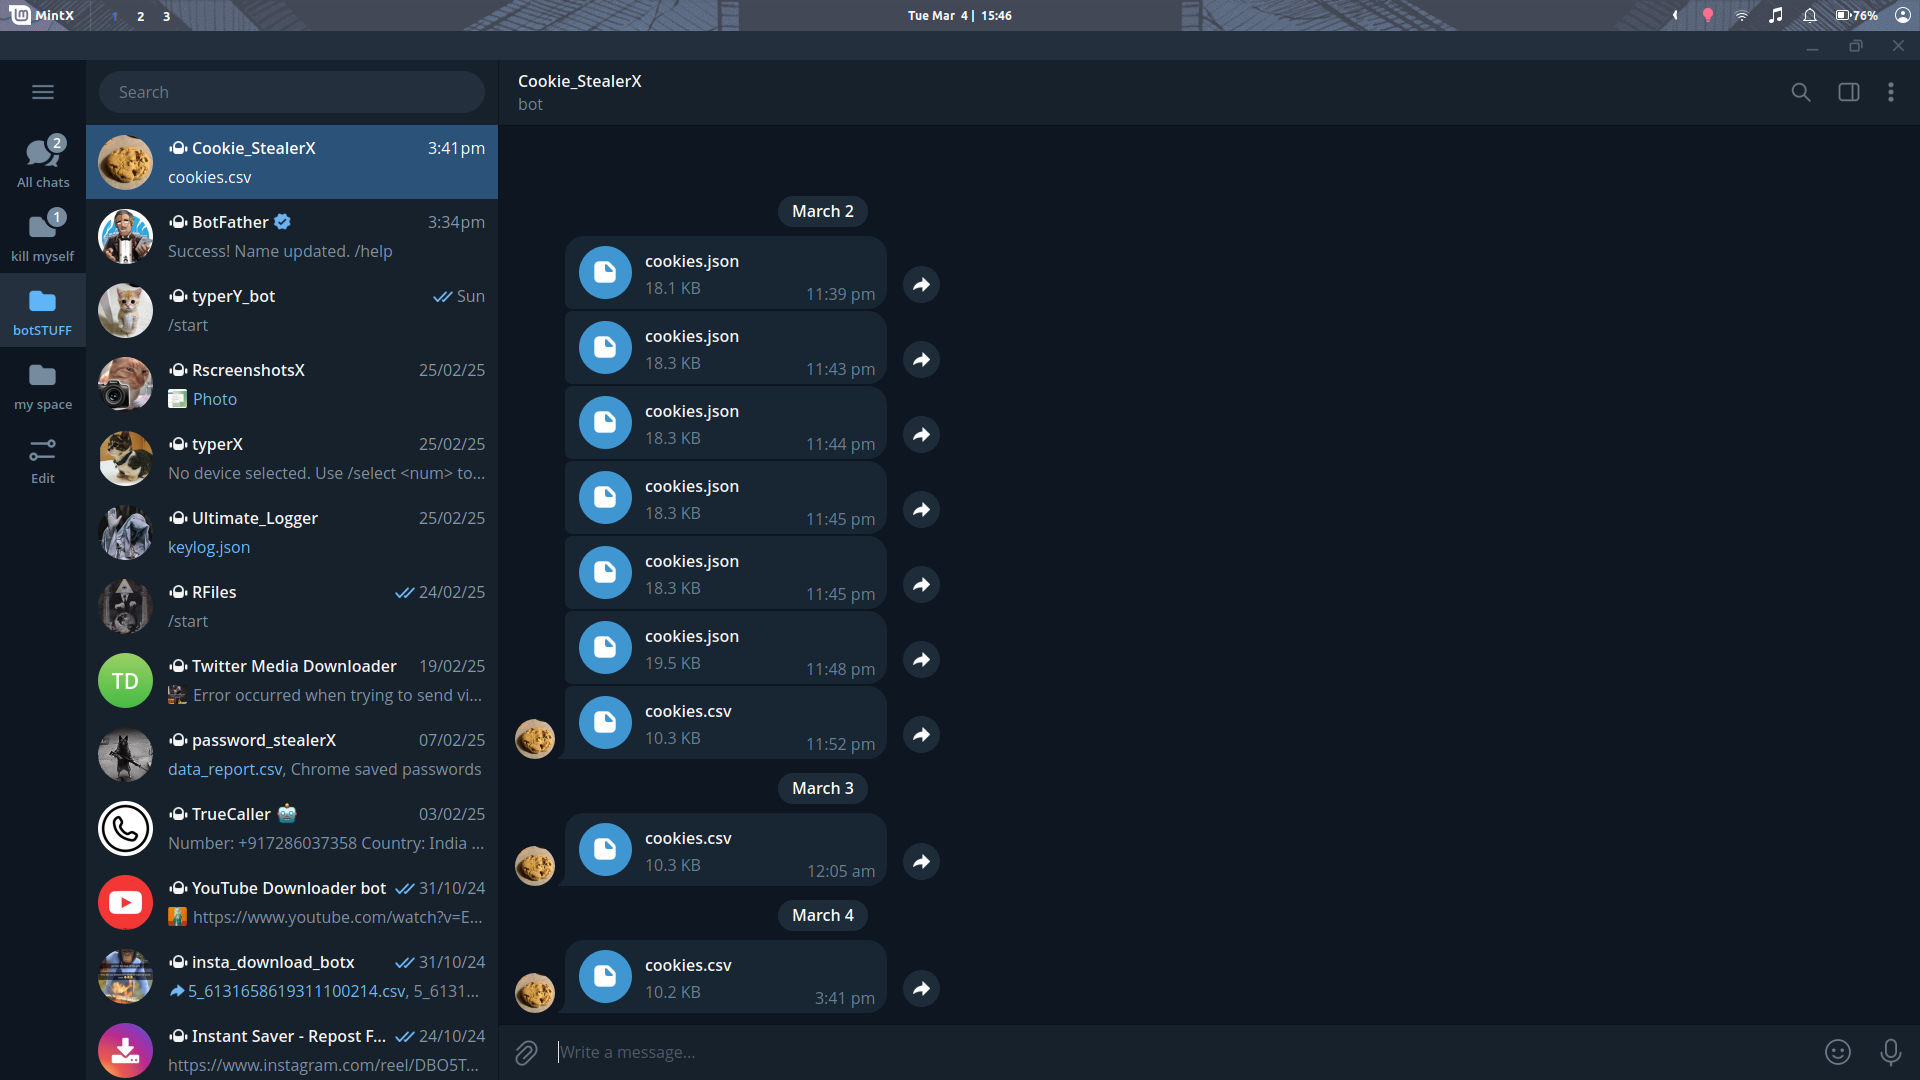 MintX 1 2 3 Tue Mar 4 | 15:46 76%
Search
All chats 2
kill myself 1
botSTUFF
my space
Edit
Cookie_StealerX 3:41pm
cookies.csv
BotFather 3:34pm
Success! Name updated. /help
typerY_bot Sun
/start
RscreenshotsX 25/02/25
Photo
typerX 25/02/25
No device selected. Use /select <num> to...
Ultimate_Logger 25/02/25
keylog.json
RFiles 24/02/25
/start
TD
Twitter Media Downloader 19/02/25
Error occurred when trying to send vi...
password_stealerX 07/02/25
data_report.csv, Chrome saved passwords
TrueCaller 03/02/25
Number: +917286037358 Country: India ...
YouTube Downloader bot 31/10/24
https://www.youtube.com/watch?v=E...
insta_download_botx 31/10/24
5_6131658619311100214.csv, 5_6131...
Instant Saver - Repost F... 24/10/24
https://www.instagram.com/reel/DBO5T...
Cookie_StealerX
bot
March 2
cookies.json
18.1 KB 11:39 pm
cookies.json
18.3 KB 11:43 pm
cookies.json
18.3 KB 11:44 pm
cookies.json
18.3 KB 11:45 pm
cookies.json
18.3 KB 11:45 pm
cookies.json
19.5 KB 11:48 pm
cookies.csv
10.3 KB 11:52 pm
March 3
cookies.csv
10.3 KB 12:05 am
March 4
cookies.csv
10.2 KB 3:41 pm
Write a message...